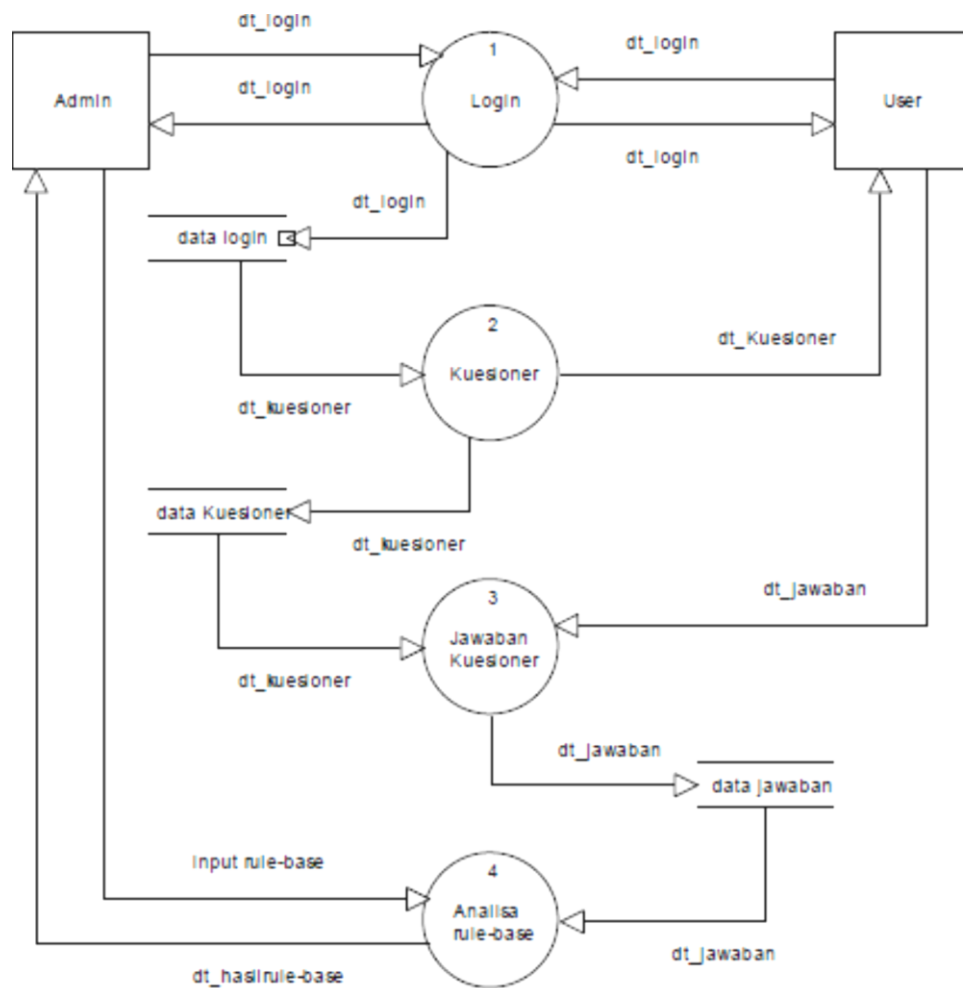 dt_login
1
dt_login
Admin
dt_login
Login
User
dt_login
dt_login
data login
2
dt_Kuesioner
Kuesioner
dt_kuesioner
data Kuesioner
dt_kuesioner
3
dt_jawaban
Jawaban
Kuesioner
dt_kuesioner
dt_jawaban
data jawaban
Input rule-base
4
Analisa
rule-base
dt_jawaban
dt_hasilrule-base